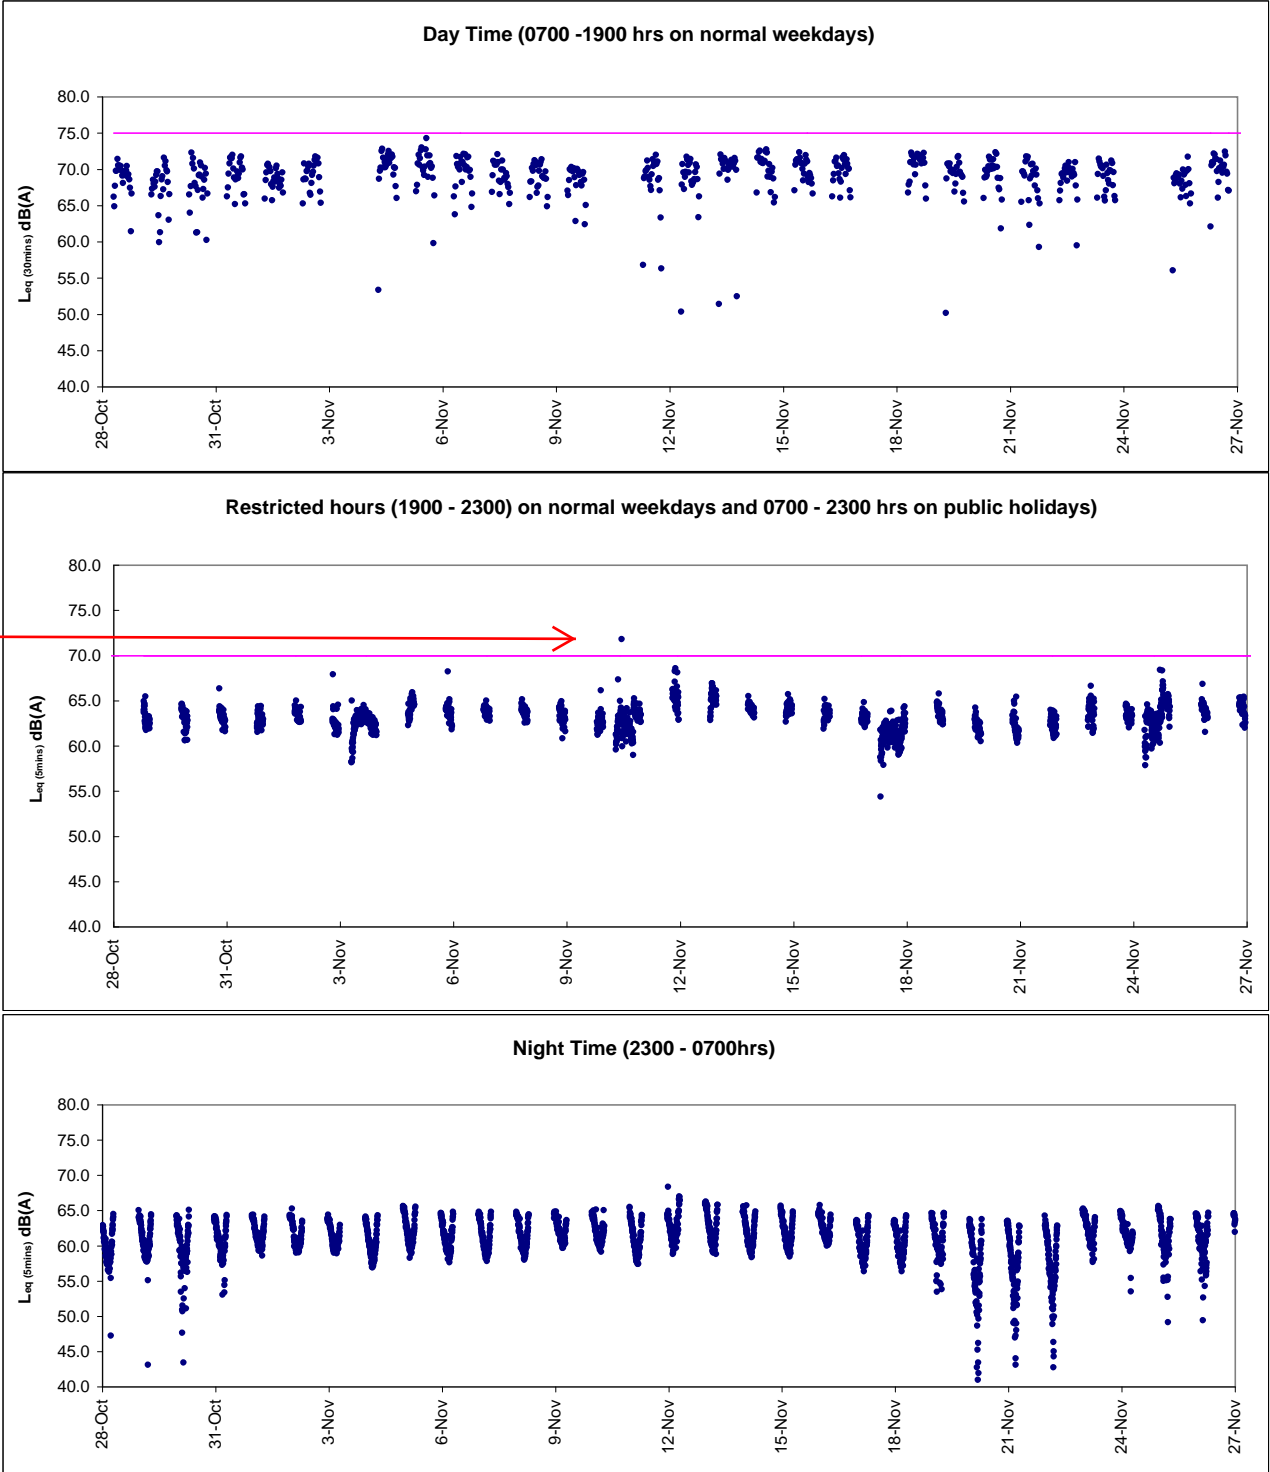 Day Time (0700 -1900 hrs on normal weekdays)
80.0
75.0
70.0
65.0
60.0
55.0
50.0
45.0
40.0
Leq (30mins) dB(A)
28-Oct
31-Oct
3-Nov
6-Nov
9-Nov
12-Nov
15-Nov
18-Nov
21-Nov
24-Nov
27-Nov
Restricted hours (1900 - 2300) on normal weekdays and 0700 - 2300 hrs on public holidays)
80.0
75.0
70.0
65.0
60.0
55.0
50.0
45.0
40.0
Leq (5mins) dB(A)
28-Oct
31-Oct
3-Nov
6-Nov
9-Nov
12-Nov
15-Nov
18-Nov
21-Nov
24-Nov
27-Nov
Night Time (2300 - 0700hrs)
80.0
75.0
70.0
65.0
60.0
55.0
50.0
45.0
40.0
Leq (5mins) dB(A)
28-Oct
31-Oct
3-Nov
6-Nov
9-Nov
12-Nov
15-Nov
18-Nov
21-Nov
24-Nov
27-Nov